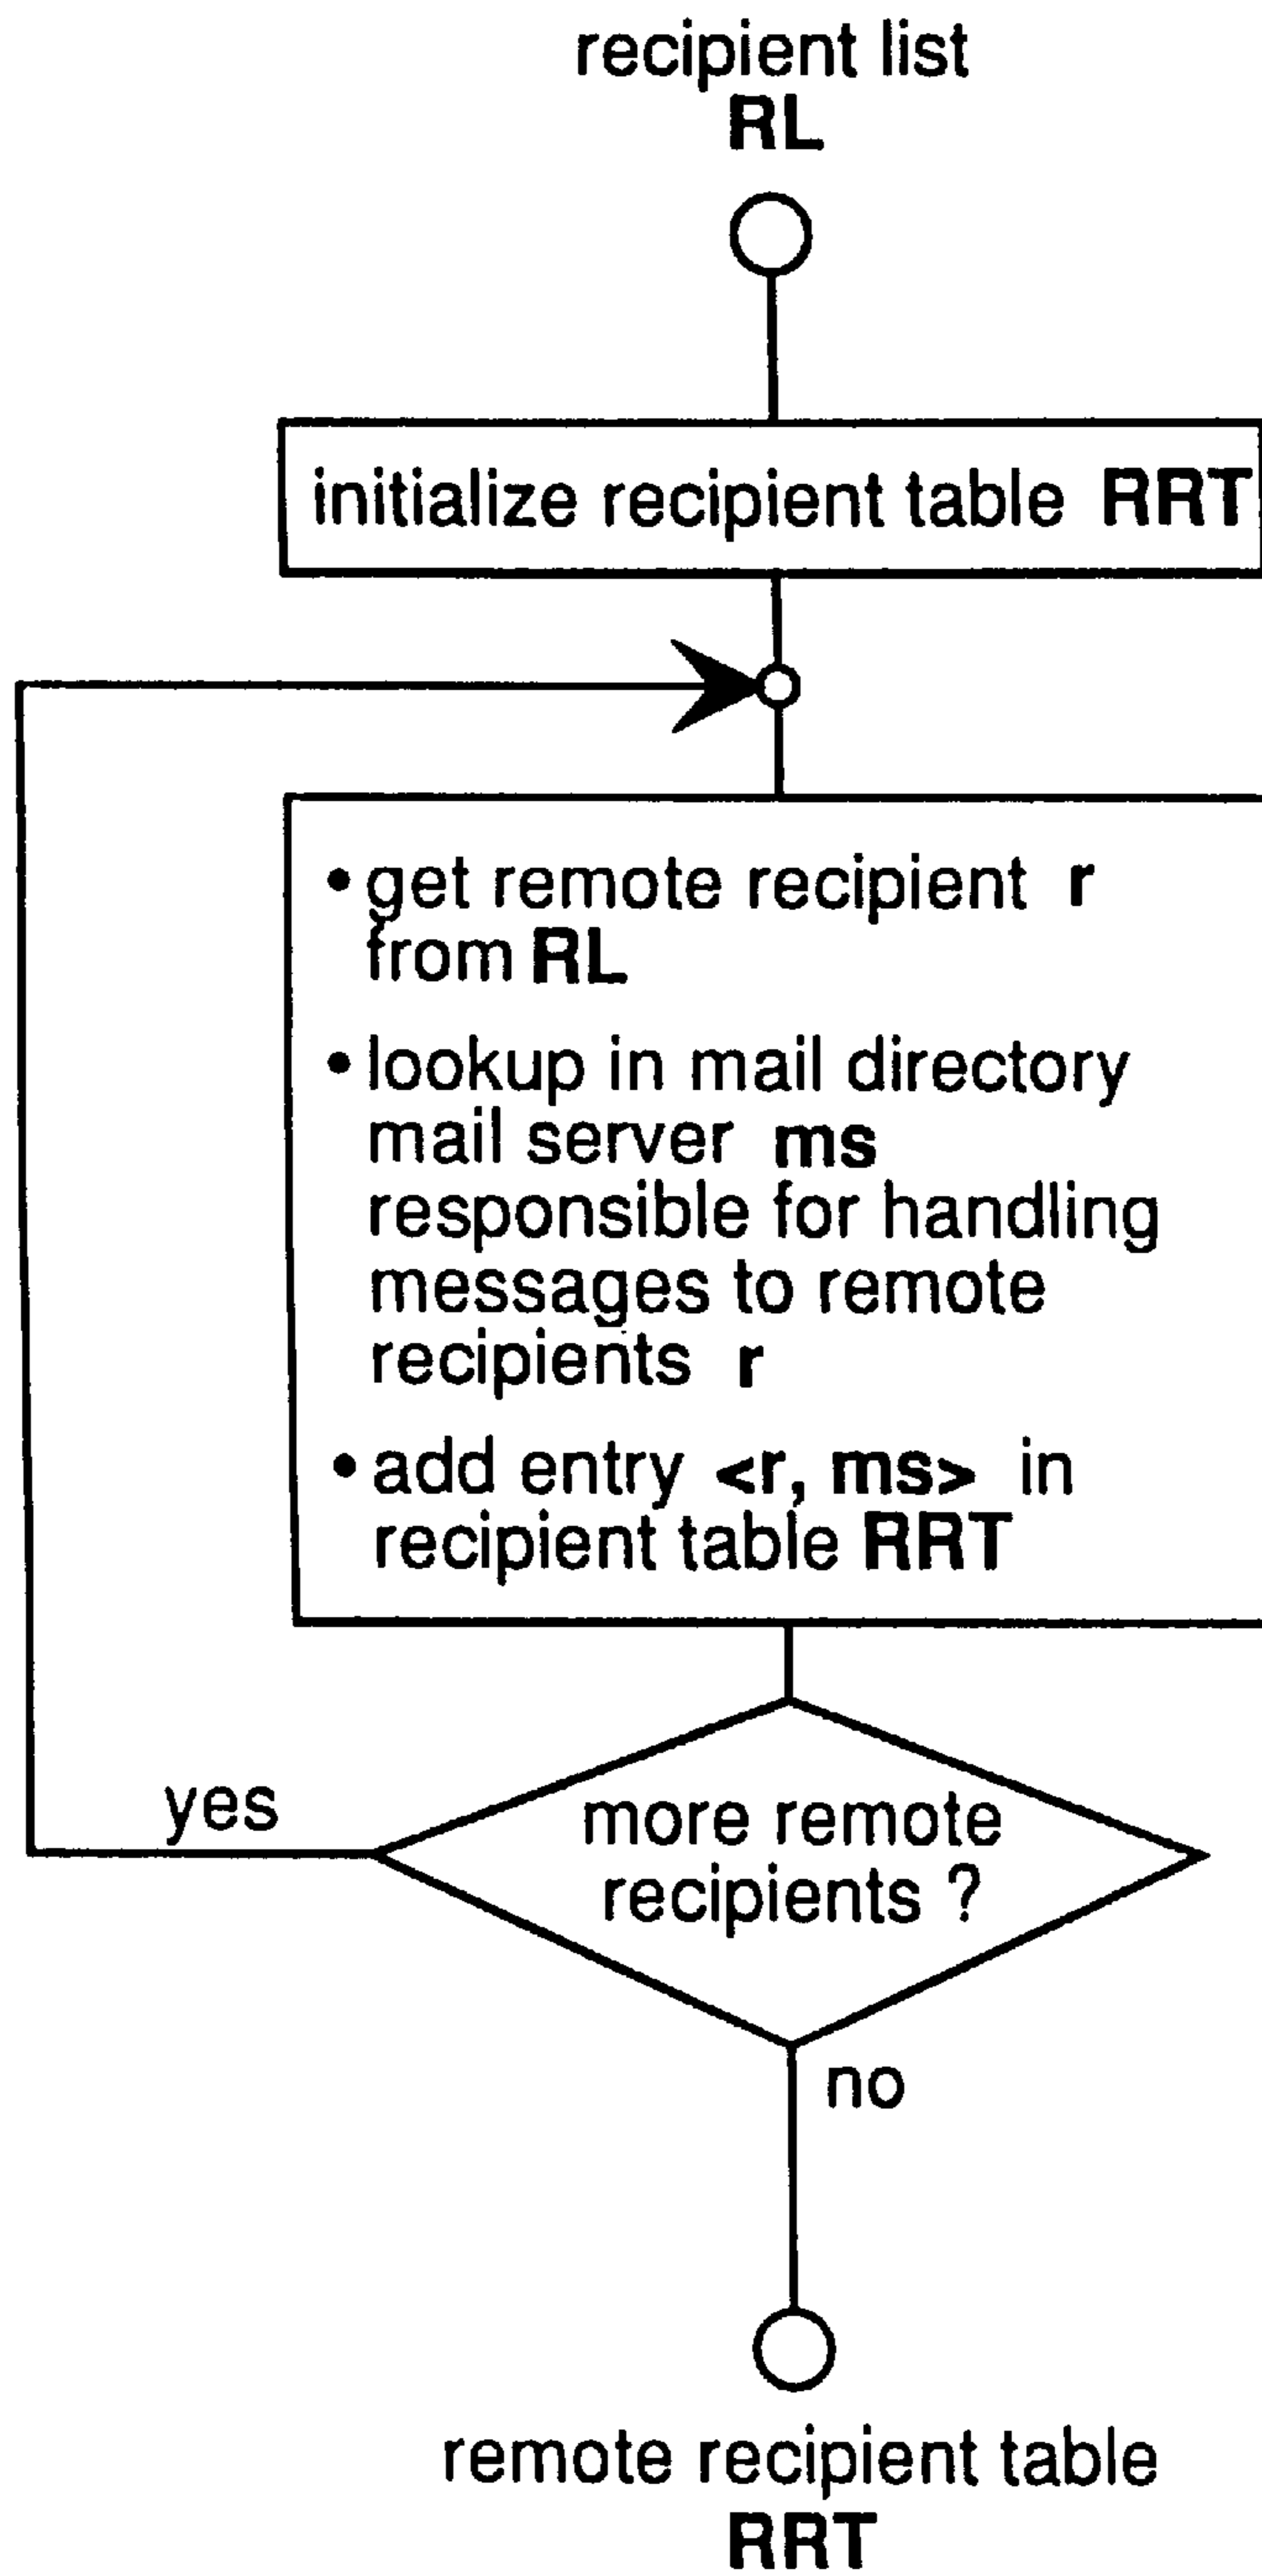 recipient list
RL
initialize recipient table RRT
• get remote recipient r
from RL
• lookup in mail directory
mail server ms
responsible for handling
messages to remote
recipients r
• add entry <r, ms> in
recipient table RRT
yes
more remote
recipients ?
no
remote recipient table
RRT